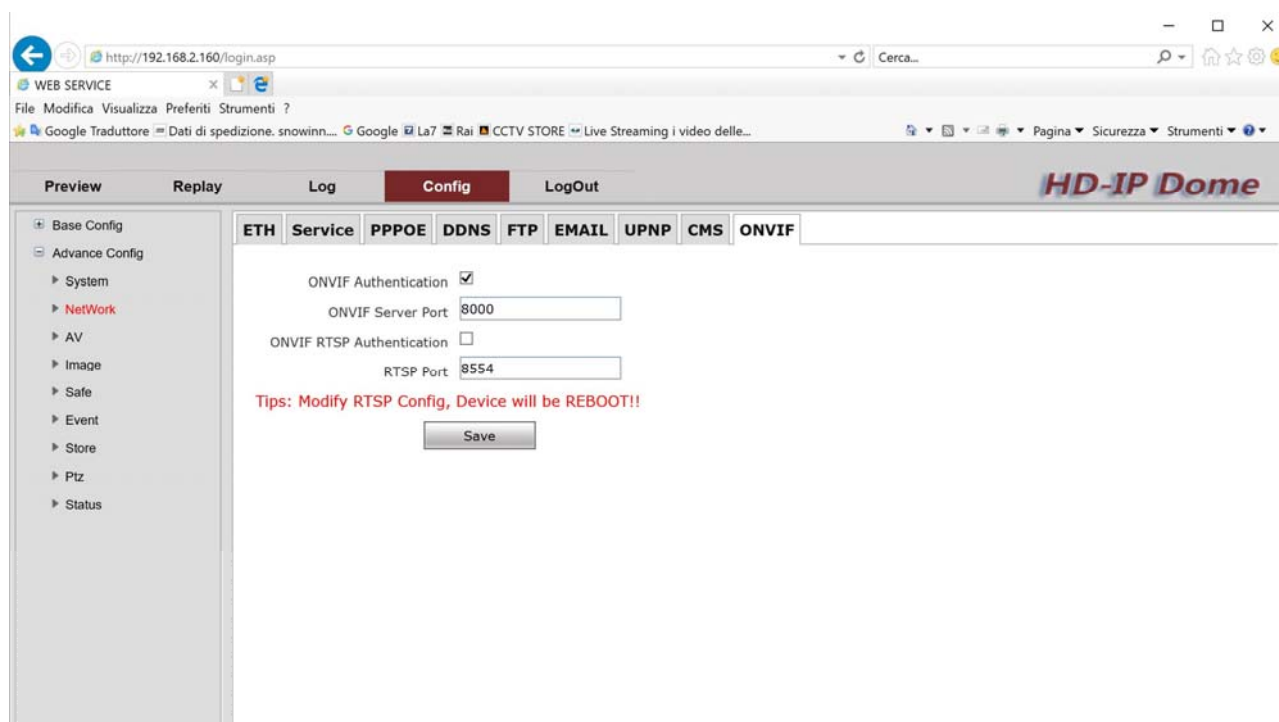 http://192.168.2.160/login.asp
Cerca...
WEB SERVICE
File Modifica Visualizza Preferiti Strumenti ?
Google Traduttore Dati di spedizione. snowinn.... Google La7 Rai CCTV STORE Live Streaming i video delle... Pagina Sicurezza Strumenti
Preview Replay Log Config LogOut HD-IP Dome
Base Config
Advance Config
System
NetWork
AV
Image
Safe
Event
Store
Ptz
Status
ETH Service PPPOE DDNS FTP EMAIL UPNP CMS ONVIF
ONVIF Authentication
ONVIF Server Port 8000
ONVIF RTSP Authentication
RTSP Port 8554
Tips: Modify RTSP Config, Device will be REBOOT!!
Save